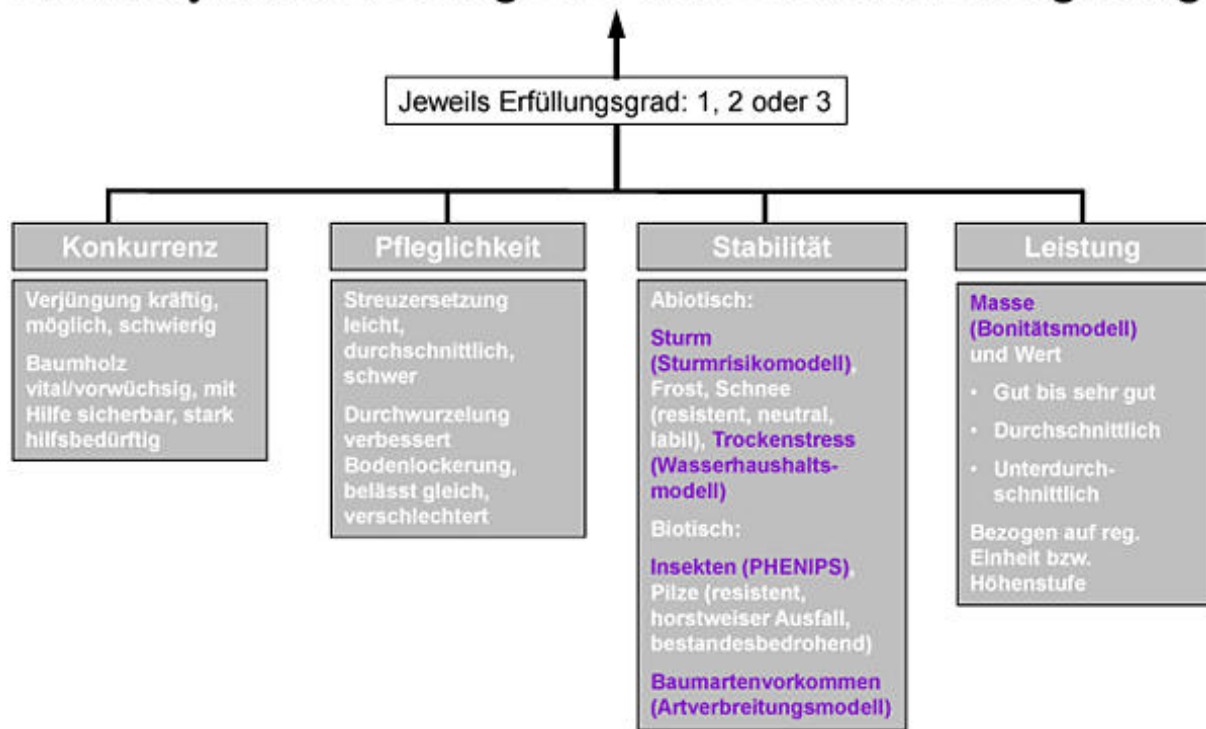 Jeweils Erfüllungsgrad: 1, 2 oder 3
Konkurrenz
Verjüngung kräftig,
möglich, schwierig
Baumholz
vital/vorwüchsig, mit
Hilfe sicherbar, stark
hilfsbedürftig
Pfleglichkeit
Streuzersetzung
leicht,
durchschnittlich,
schwer
Durchwurzelung
verbessert
Bodenlockerung,
belässt gleich,
verschlechtert
Stabilität
Abiotisch:
Sturm
(Sturmrisikomodell),
Frost, Schnee
(resistent, neutral,
labil), Trockenstress
(Wasserhaushalts-
modell)
Biotisch:
Insekten (PHENIPS),
Pilze (resistent,
horstweiser Ausfall,
bestandesbedrohend)
Baumartenvorkommen
(Artverbreitungsmodell)
Leistung
Masse
(Bonitätsmodell)
und Wert
• Gut bis sehr gut
• Durchschnittlich
• Unterdurch-
schnittlich
Bezogen auf reg.
Einheit bzw.
Höhenstufe